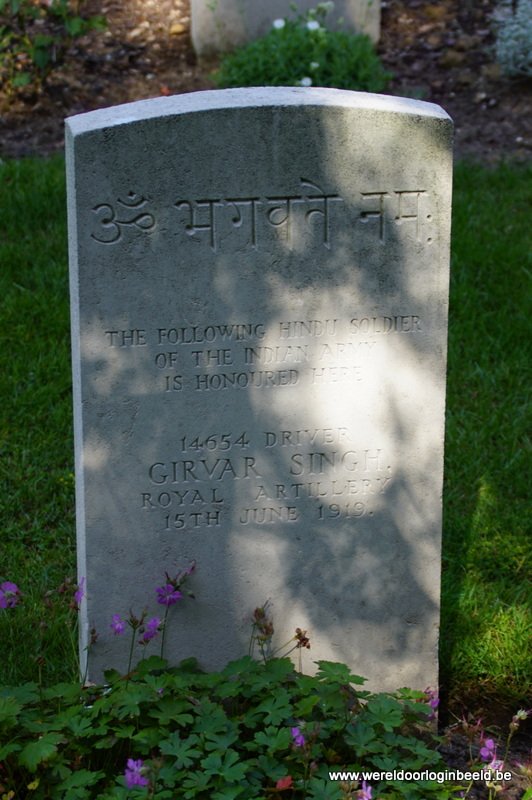 ॐ भगवते नमः
THE FOLLOWING HINDU SOLDIER
OF THE INDIAN ARMY
IS HONOURED HERE
14654 DRIVER
GIRVAR SINGH.
ROYAL ARTILLERY
15TH JUNE 1919.
www.wereldoorloginbeeld.be